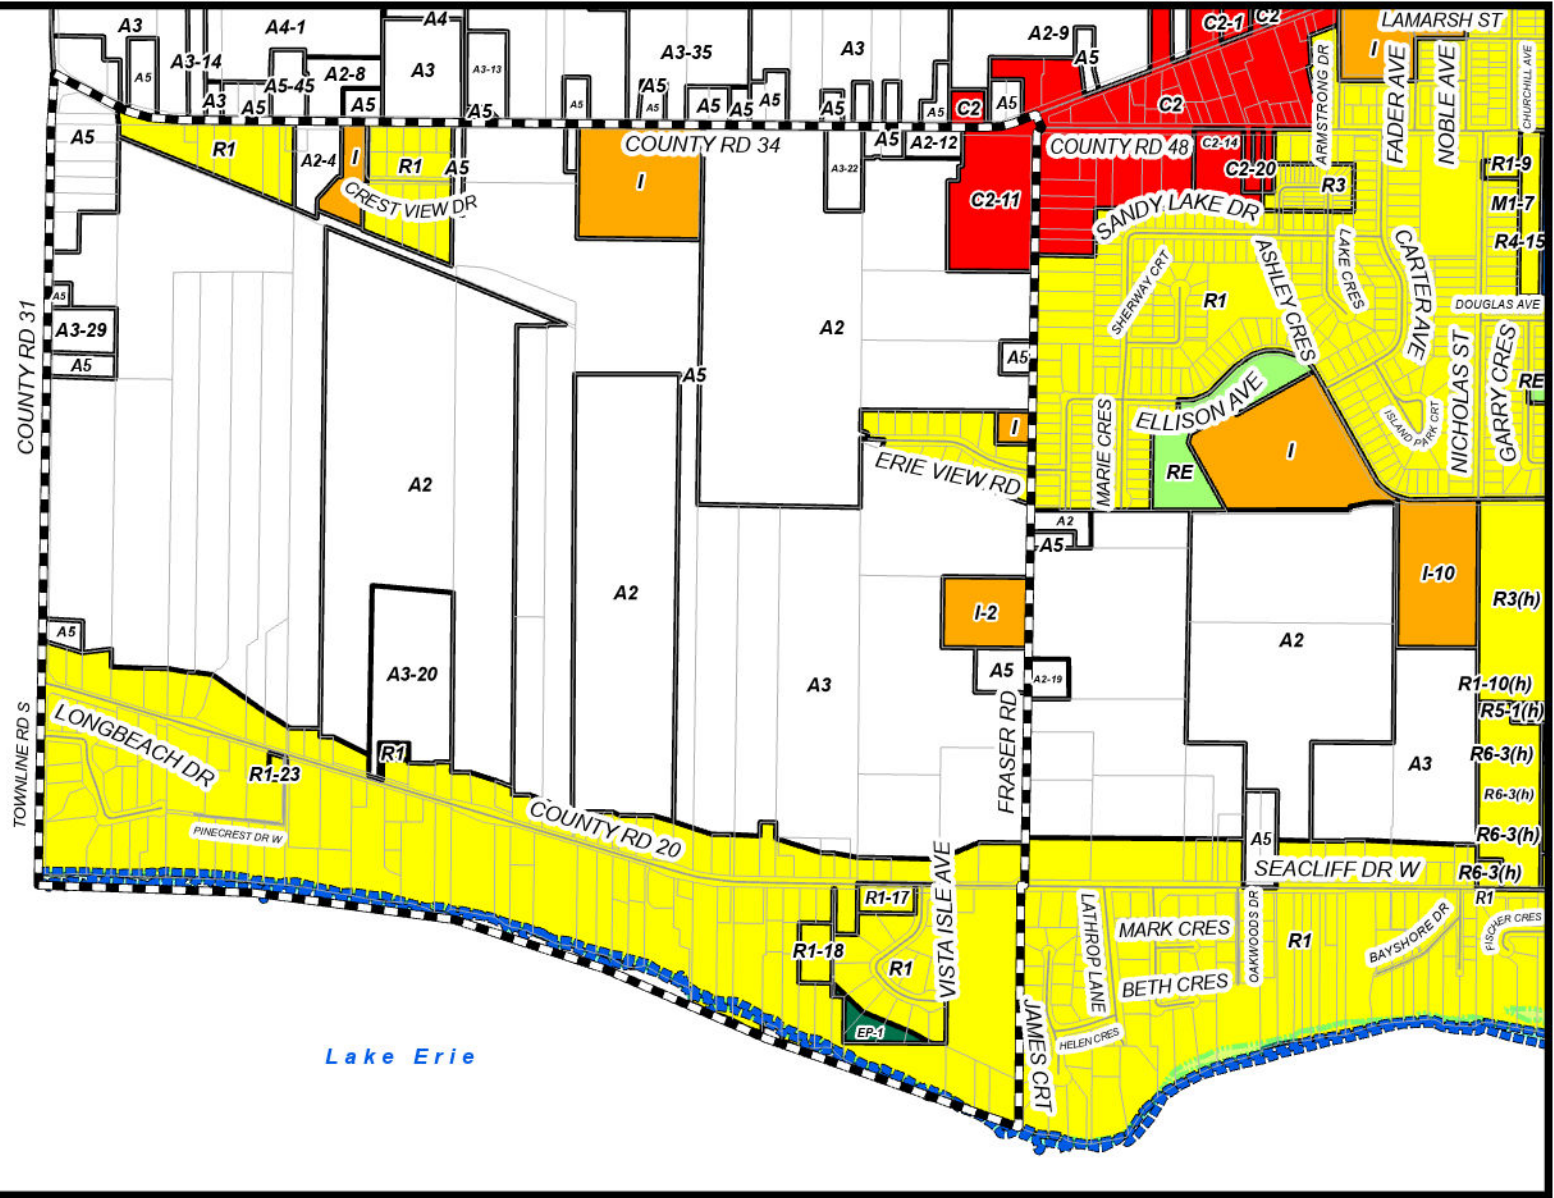 A3
A4-1
A4
C2-1
C2
LAMARSH ST
A3-14
A3-35
A3
A2-9
A5
I
A5
A5-45
A2-8
A3
A3-13
A5
ARMSTRONG DR
FADER AVE
NOBLE AVE
CHURCHILL AVE
A3
A5
A5
A5
A5
A5
A5
A5
A5
A5
A5
A5
A5
C2
A5
C2
A5
R1
A2-4
I
R1
A5
COUNTY RD 34
I
A3-22
A5
A2-12
COUNTY RD 48
C2-14
C2-20
R3
R1-9
M1-7
R4-15
CREST VIEW DR
C2-11
SANDY LAKE DR
SHERWAY CRT
ASHLEY CRES
LAKE CRES
CARTER AVE
R1
DOUGLAS AVE
A5
COUNTY RD 31
A3-29
A5
A2
A5
A5
NICHOLAS ST
GARRY CRES
RE
ELLISON AVE
ISLAND PARK CRT
MARIE CRES
I
I
RE
ERIE VIEW RD
A2
A2
A5
A2
I-10
R3(h)
I-2
A2
A5
A3-20
A3
A5
A2-19
R1-10(h)
R5-1(h)
TOWNLINE RD S
LONGBEACH DR
R1-23
R1
FRASER RD
A3
R6-3(h)
R6-3(h)
R6-3(h)
PINECREST DR W
COUNTY RD 20
A5
SEACLIFF DR W
R6-3(h)
R1
VISTA ISLE AVE
R1-17
R1-18
R1
EP-1
LATHROP LANE
MARK CRES
OAKWOODS DR
R1
BAYSHORE DR
FISCHER CRES
BETH CRES
HELEN CRES
JAMES CRT
Lake Erie